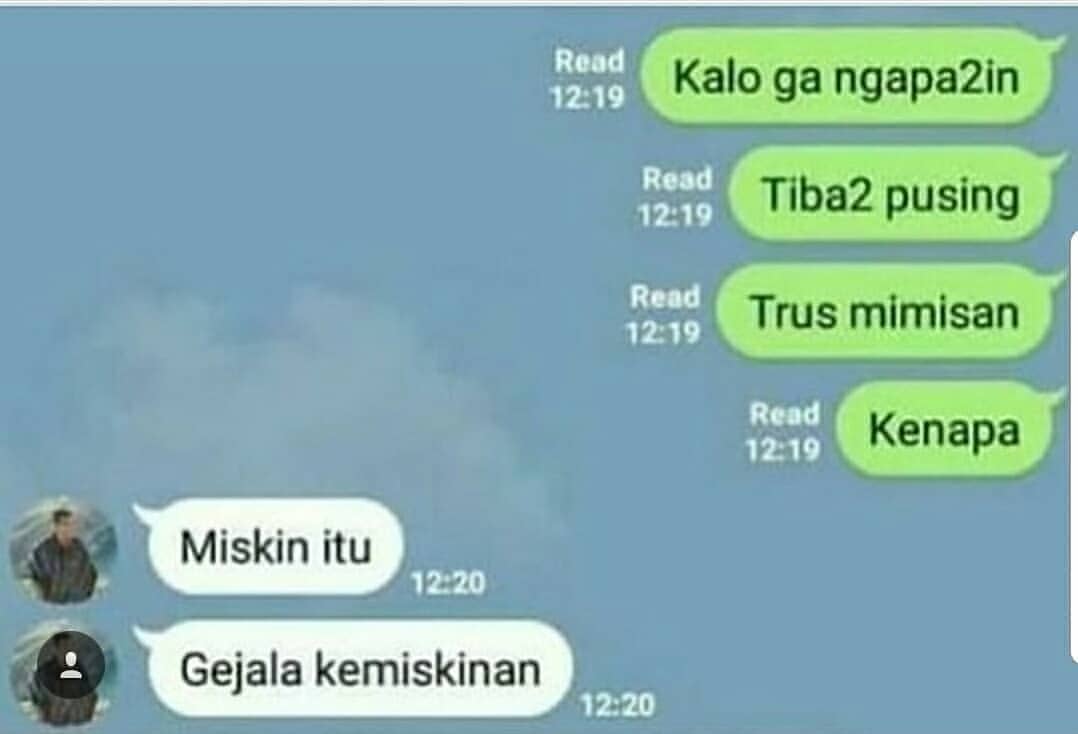 Read
12:19
Kalo ga ngapa2in
Read
12:19
Tiba2 pusing
Read
12:19
Trus mimisan
Read
12:19
Kenapa
Miskin itu
12:20
Gejala kemiskinan
12:20